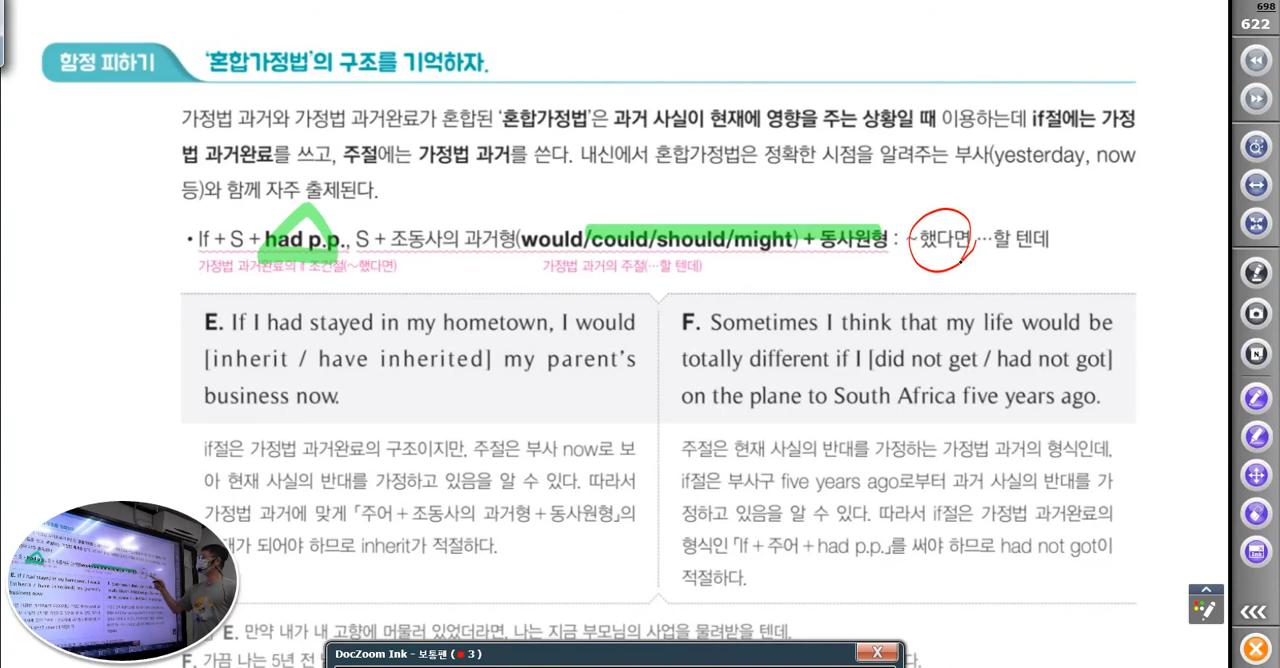 698
622
함정 피하기 '혼합가정법'의 구조를 기억하자.
가정법 과거와 가정법 과거완료가 혼합된 '혼합가정법'은 과거 사실이 현재에 영향을 주는 상황일 때 이용하는데 if절에는 가정
법 과거완료를 쓰고, 주절에는 가정법 과거를 쓴다. 내신에서 혼합가정법은 정확한 시점을 알려주는 부사(yesterday, now
등)와 함께 자주 출제된다.
• If + S + had p.p., S + 조동사의 과거형(would/could/should/might) + 동사원형 : ~했다면 …할 텐데
가정법 과거완료의 if 조건절(~했다면) 가정법 과거의 주절(…할 텐데)
E. If I had stayed in my hometown, I would
[inherit / have inherited] my parent's
business now.
F. Sometimes I think that my life would be
totally different if I [did not get / had not got]
on the plane to South Africa five years ago.
if절은 가정법 과거완료의 구조이지만, 주절은 부사 now로 보
아 현재 사실의 반대를 가정하고 있음을 알 수 있다. 따라서
가정법 과거에 맞게 「주어 + 조동사의 과거형 + 동사원형」의
가 되어야 하므로 inherit가 적절하다.
주절은 현재 사실의 반대를 가정하는 가정법 과거의 형식인데,
if절은 부사구 five years ago로부터 과거 사실의 반대를 가
정하고 있음을 알 수 있다. 따라서 if절은 가정법 과거완료의
형식인 「If + 주어 + had p.p.」를 써야 하므로 had not got이
적절하다.
E. 만약 내가 내 고향에 머물러 있었더라면, 나는 지금 부모님의 사업을 물려받을 텐데.
F. 가끔 나는 5년 전
다.
DocZoom Ink - 보통펜 ( 3 )
X